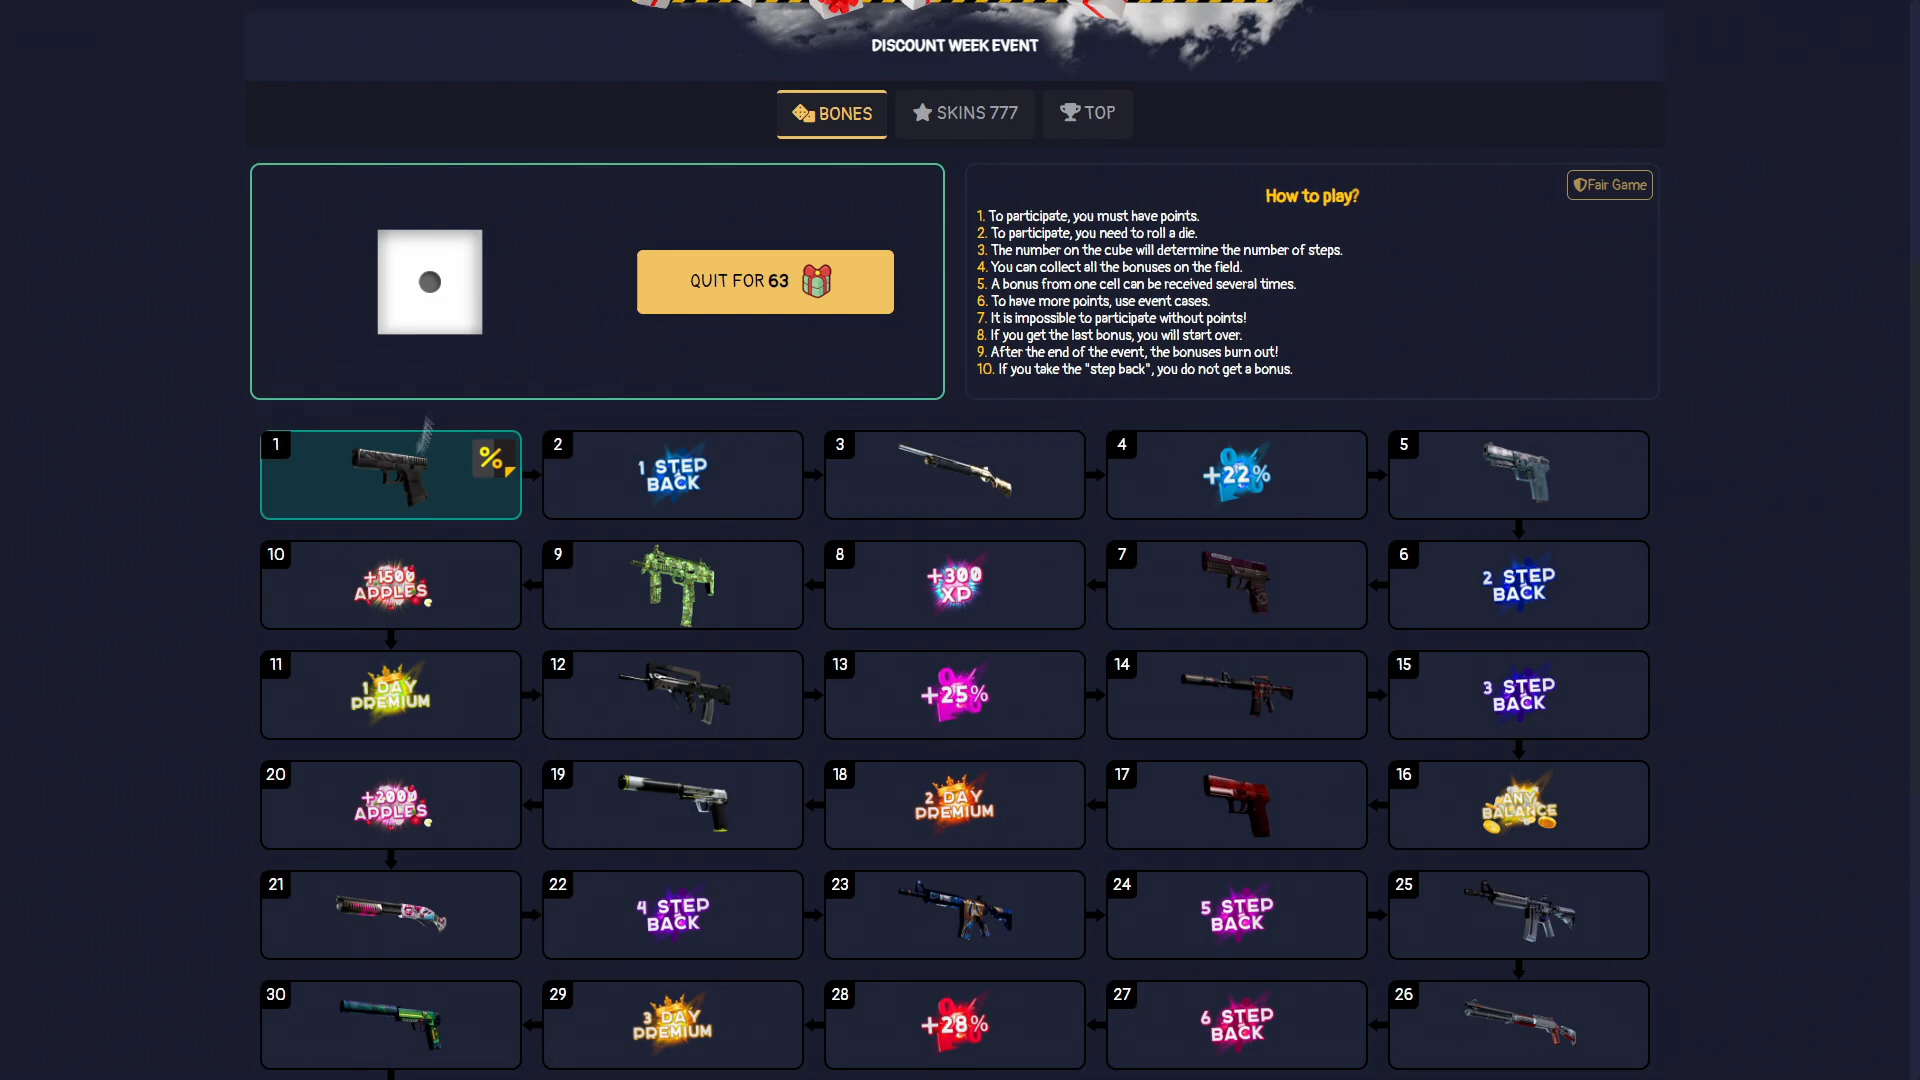 DISCOUNT WEEK EVENT
BONES
SKINS 777
TOP
QUIT FOR 63
Fair Game
How to play?
1. To participate, you must have points.
2. To participate, you need to roll a die.
3. The number on the cube will determine the number of steps.
4. You can collect all the bonuses on the field.
5. A bonus from one cell can be received several times.
6. To have more points, use event cases.
7. It is impossible to participate without points!
8. If you get the last bonus, you will start over.
9. After the end of the event, the bonuses burn out!
10. If you take the "step back", you do not get a bonus.
1
%
2
1 STEP
BACK
3
4
+22%
5
10
+1500
APPLES
9
8
+300
XP
7
6
2 STEP
BACK
11
1 DAY
PREMIUM
12
13
+25%
14
15
3 STEP
BACK
20
+2000
APPLES
19
18
2 DAY
PREMIUM
17
16
ANY
BALANCE
21
22
4 STEP
BACK
23
24
5 STEP
BACK
25
30
29
3 DAY
PREMIUM
28
+28%
27
6 STEP
BACK
26